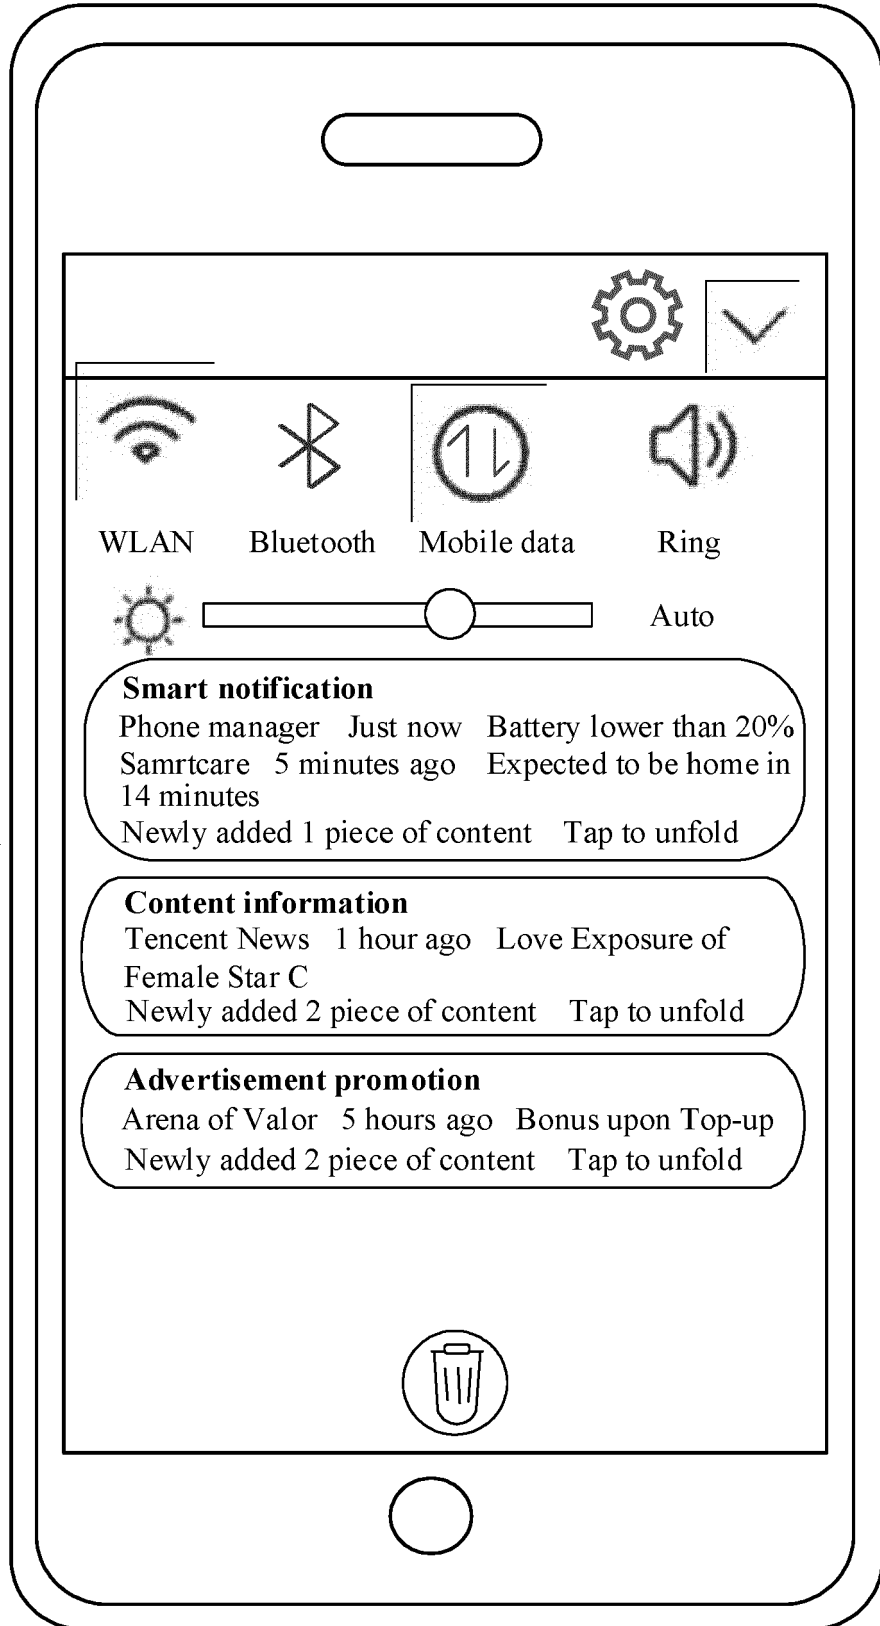 WLAN Bluetooth Mobile data Ring
Auto
Smart notification
Phone manager Just now Battery lower than 20%
Samrtcare 5 minutes ago Expected to be home in
14 minutes
Newly added 1 piece of content Tap to unfold
Content information
Tencent News 1 hour ago Love Exposure of
Female Star C
Newly added 2 piece of content Tap to unfold
Advertisement promotion
Arena of Valor 5 hours ago Bonus upon Top-up
Newly added 2 piece of content Tap to unfold